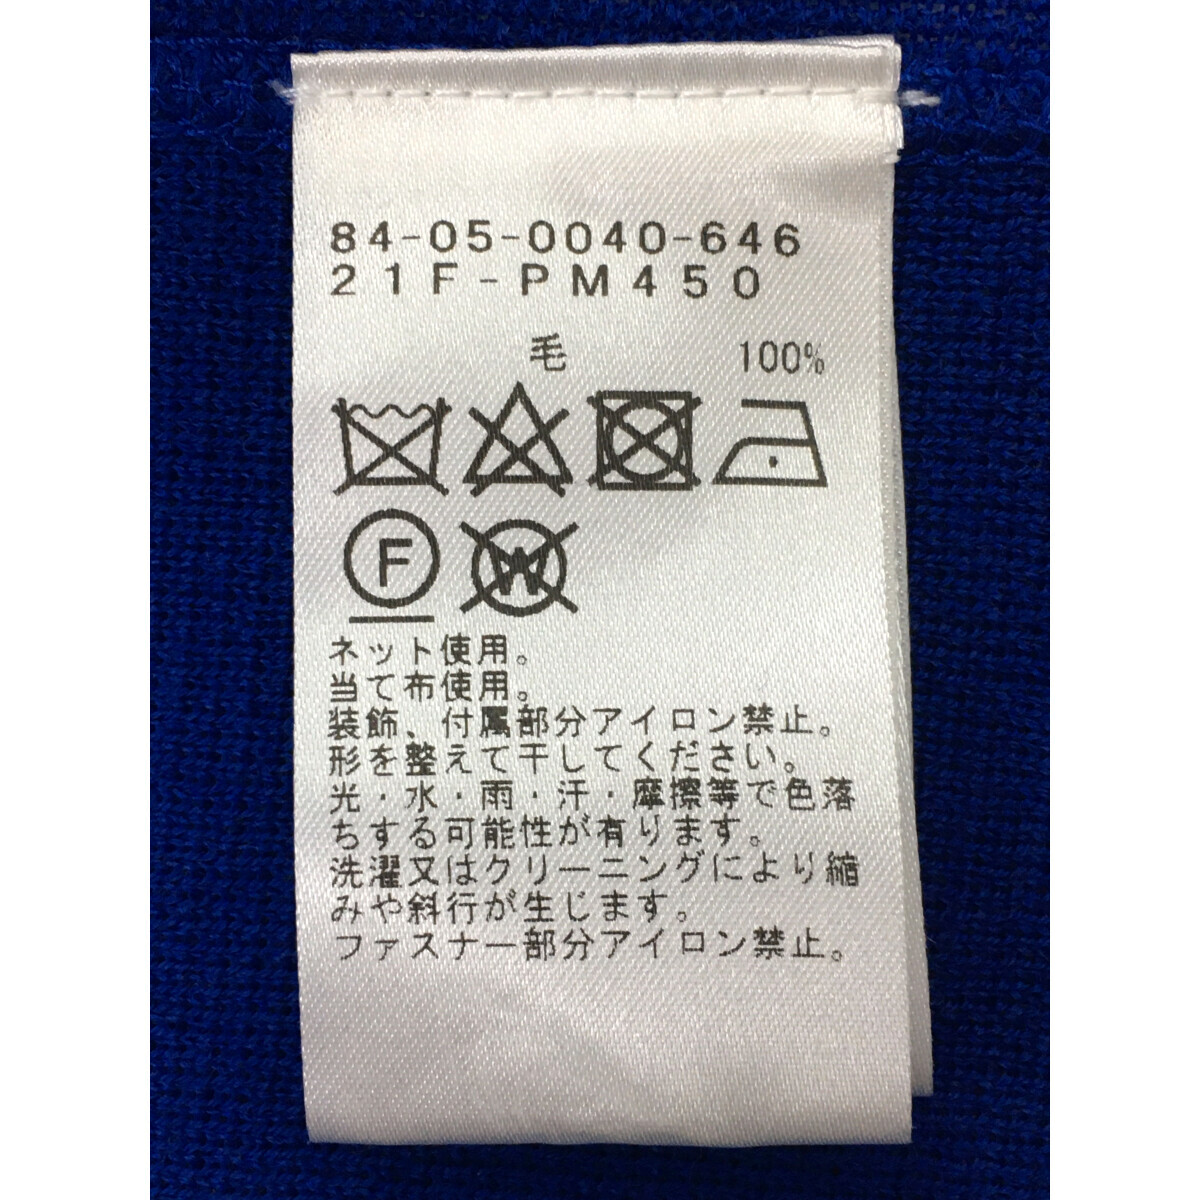 84-05-0040-646
21F-PM450
毛 100%
F W
ネット使用。
当て布使用。
装飾、付属部分アイロン禁止。
形を整えて干してください。
光・水・雨・汗・摩擦等で色落
ちする可能性が有ります。
洗濯又はクリーニングにより縮
みや斜行が生じます。
ファスナー部分アイロン禁止。